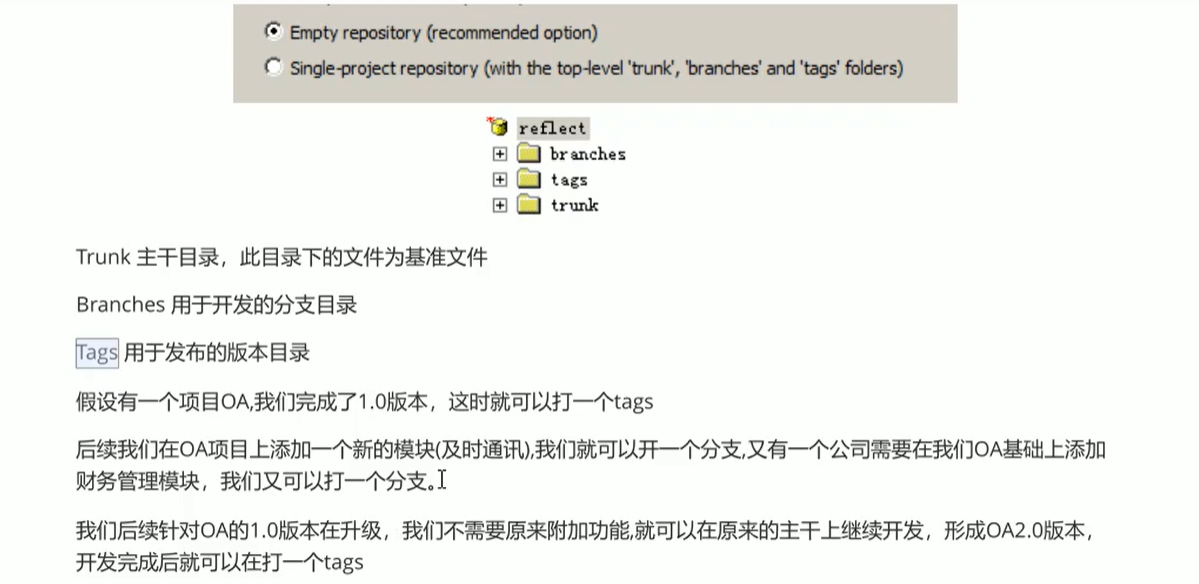 Empty repository (recommended option)
Single-project repository (with the top-level 'trunk', 'branches' and 'tags' folders)
reflect
branches
tags
trunk
Trunk 主干目录，此目录下的文件为基准文件
Branches 用于开发的分支目录
Tags 用于发布的版本目录
假设有一个项目OA,我们完成了1.0版本，这时就可以打一个tags
后续我们在OA项目上添加一个新的模块(及时通讯),我们就可以开一个分支,又有一个公司需要在我们OA基础上添加
财务管理模块，我们又可以打一个分支。
我们后续针对OA的1.0版本在升级，我们不需要原来附加功能,就可以在原来的主干上继续开发，形成OA2.0版本，
开发完成后就可以在打一个tags